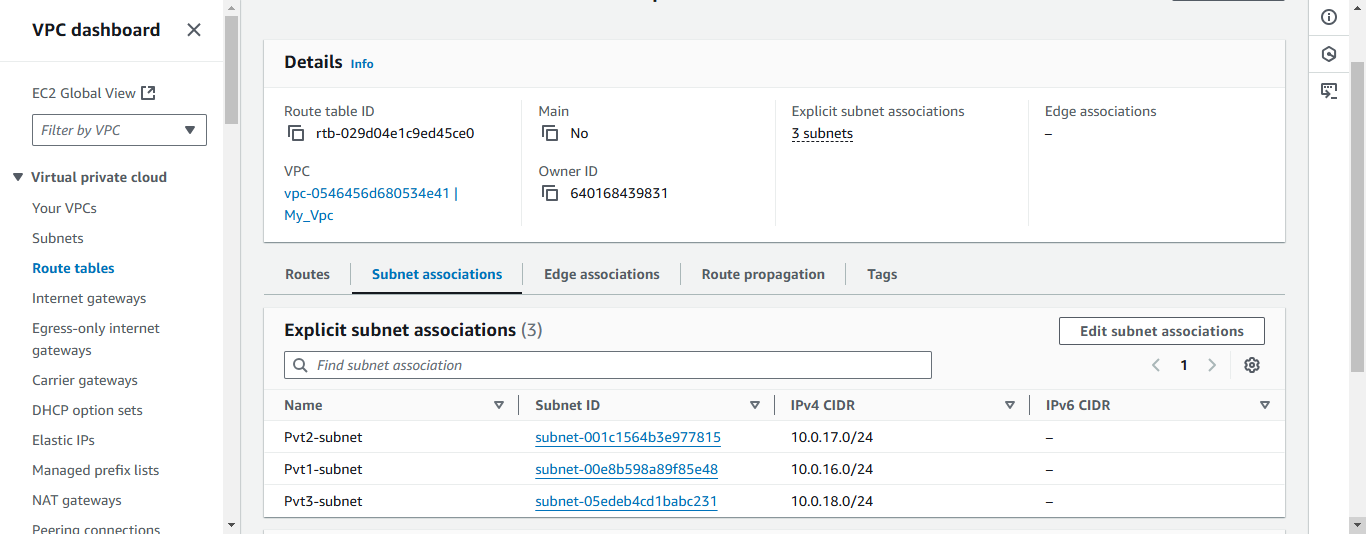 VPC dashboard
EC2 Global View
Filter by VPC
Virtual private cloud
Your VPCs
Subnets
Route tables
Internet gateways
Egress-only internet
gateways
Carrier gateways
DHCP option sets
Elastic IPs
Managed prefix lists
NAT gateways
Peering connections
Details Info
Route table ID
rtb-029d04e1c9ed45ce0
Main
No
Explicit subnet associations
3 subnets
Edge associations
–
VPC
vpc-0546456d680534e41 |
My_Vpc
Owner ID
640168439831
Routes Subnet associations Edge associations Route propagation Tags
Explicit subnet associations (3)
Edit subnet associations
Find subnet association
1
Name Subnet ID IPv4 CIDR IPv6 CIDR
Pvt2-subnet subnet-001c1564b3e977815 10.0.17.0/24 –
Pvt1-subnet subnet-00e8b598a89f85e48 10.0.16.0/24 –
Pvt3-subnet subnet-05edeb4cd1babc231 10.0.18.0/24 –